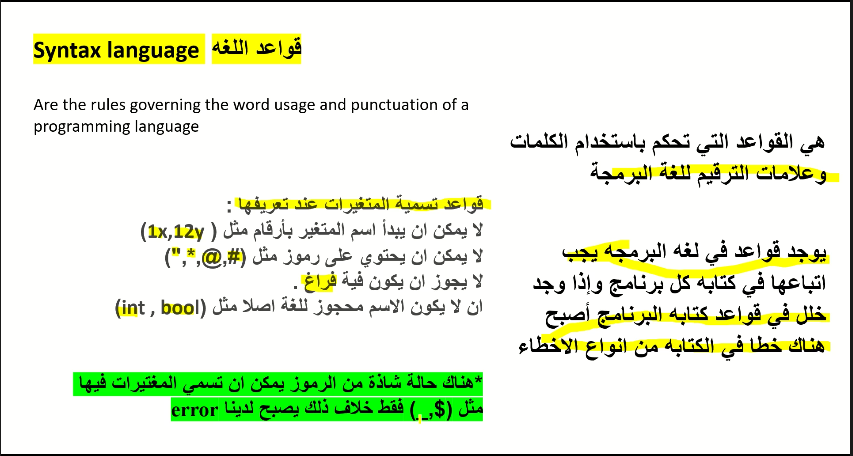 Syntax language قواعد اللغه
Are the rules governing the word usage and punctuation of a
programming language
هي القواعد التي تحكم باستخدام الكلمات
وعلامات الترقيم للغة البرمجة
يوجد قواعد في لغه البرمجه يجب
اتباعها في كتابه كل برنامج وإذا وجد
خلل في قواعد كتابه البرنامج أصبح
هناك خطا في الكتابه من انواع الاخطاء
قواعد تسمية المتغيرات عند تعريفها :
لا يمكن ان يبدأ اسم المتغير بأرقام مثل ( 1x,12y)
لا يمكن ان يحتوي على رموز مثل (#,@,*,")
لا يجوز ان يكون فية فراغ .
ان لا يكون الاسم محجوز للغة اصلا مثل (int , bool)
*هناك حالة شاذة من الرموز يمكن ان تسمي المغتيرات فيها
مثل ($,_) فقط خلاف ذلك يصبح لدينا error